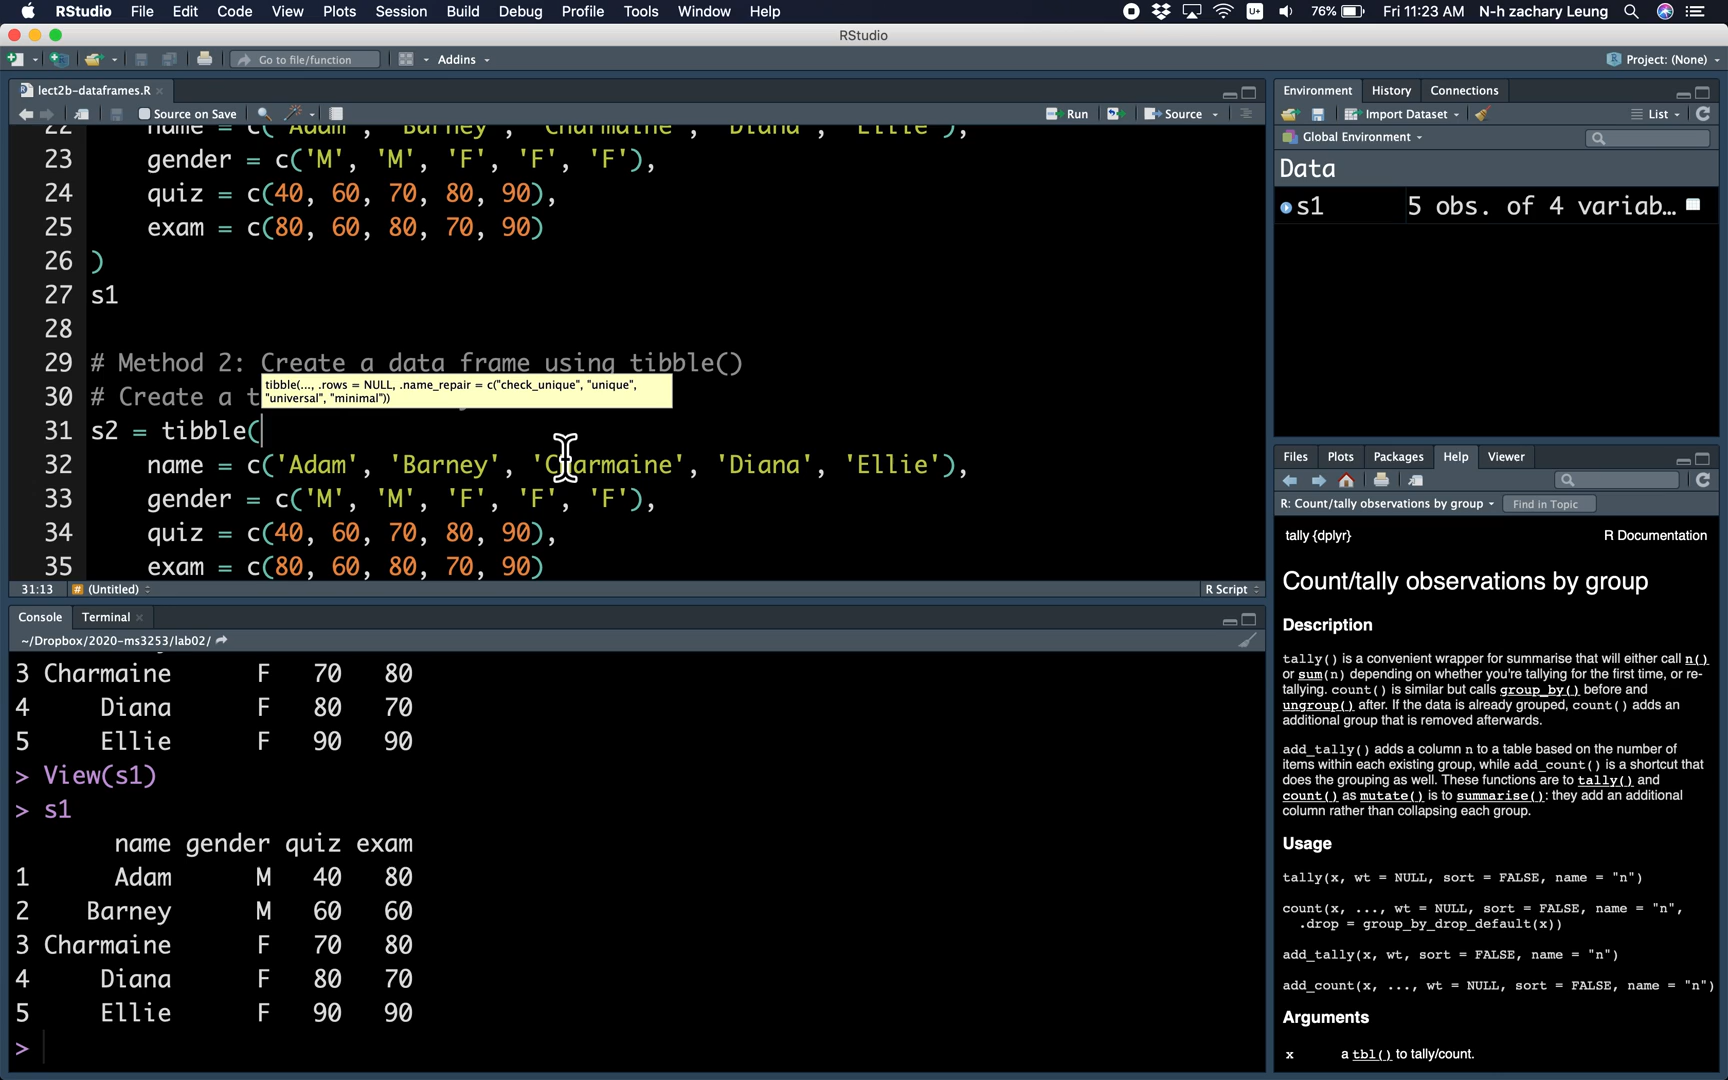 RStudio File Edit Code View Plots Session Build Debug Profile Tools Window Help 76% Fri 11:23 AM N-h zachary Leung
RStudio
Go to file/function Addins Project: (None)
lect2b-dataframes.R
Source on Save Run Source
22 name = c('Adam', 'Barney', 'Charmaine', 'Diana', 'Ellie'),
23 gender = c('M', 'M', 'F', 'F', 'F'),
24 quiz = c(40, 60, 70, 80, 90),
25 exam = c(80, 60, 80, 70, 90)
26 )
27 s1
28
29 # Method 2: Create a data frame using tibble()
tibble(..., .rows = NULL, .name_repair = c("check_unique", "unique",
"universal", "minimal"))
30 # Create a t
31 s2 = tibble(
32 name = c('Adam', 'Barney', 'Charmaine', 'Diana', 'Ellie'),
33 gender = c('M', 'M', 'F', 'F', 'F'),
34 quiz = c(40, 60, 70, 80, 90),
35 exam = c(80, 60, 80, 70, 90)
31:13 # (Untitled) R Script
Console Terminal
~/Dropbox/2020-ms3253/lab02/
3 Charmaine F 70 80
4 Diana F 80 70
5 Ellie F 90 90
> View(s1)
> s1
name gender quiz exam
1 Adam M 40 80
2 Barney M 60 60
3 Charmaine F 70 80
4 Diana F 80 70
5 Ellie F 90 90
>
Environment History Connections
Import Dataset List
Global Environment
Data
s1 5 obs. of 4 variab...
Files Plots Packages Help Viewer
R: Count/tally observations by group Find in Topic
tally {dplyr} R Documentation
Count/tally observations by group
Description
tally() is a convenient wrapper for summarise that will either call n()
or sum(n) depending on whether you're tallying for the first time, or re-
tallying. count() is similar but calls group_by() before and
ungroup() after. If the data is already grouped, count() adds an
additional group that is removed afterwards.
add_tally() adds a column n to a table based on the number of
items within each existing group, while add_count() is a shortcut that
does the grouping as well. These functions are to tally() and
count() as mutate() is to summarise(): they add an additional
column rather than collapsing each group.
Usage
tally(x, wt = NULL, sort = FALSE, name = "n")
count(x, ..., wt = NULL, sort = FALSE, name = "n",
.drop = group_by_drop_default(x))
add_tally(x, wt, sort = FALSE, name = "n")
add_count(x, ..., wt = NULL, sort = FALSE, name = "n")
Arguments
x a tbl() to tally/count.